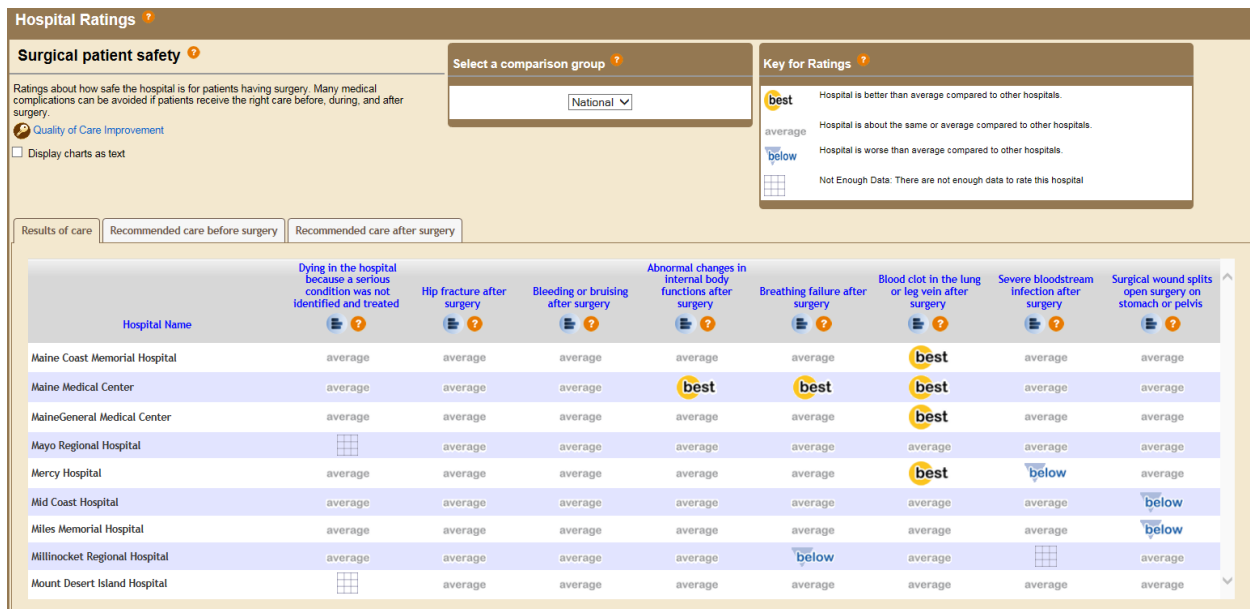 Hospital Ratings ?
Surgical patient safety ?
Ratings about how safe the hospital is for patients having surgery. Many medical
complications can be avoided if patients receive the right care before, during, and after
surgery.
Quality of Care Improvement
Display charts as text
Select a comparison group ?
National
Key for Ratings ?
best Hospital is better than average compared to other hospitals.
average Hospital is about the same or average compared to other hospitals.
below Hospital is worse than average compared to other hospitals.
Not Enough Data: There are not enough data to rate this hospital
Results of care Recommended care before surgery Recommended care after surgery
Hospital Name
Dying in the hospital
because a serious
condition was not
identified and treated
?
Hip fracture after
surgery
?
Bleeding or bruising
after surgery
?
Abnormal changes in
internal body
functions after
surgery
?
Breathing failure after
surgery
?
Blood clot in the lung
or leg vein after
surgery
?
Severe bloodstream
infection after
surgery
?
Surgical wound splits
open surgery on
stomach or pelvis
?
Maine Coast Memorial Hospital average average average average average best average average
Maine Medical Center average average average best best best average average
MaineGeneral Medical Center average average average average average best average average
Mayo Regional Hospital average average average average average average average
Mercy Hospital average average average average average best below average
Mid Coast Hospital average average average average average average average below
Miles Memorial Hospital average average average average average average average below
Millinocket Regional Hospital average average average average below average average
Mount Desert Island Hospital average average average average average average average